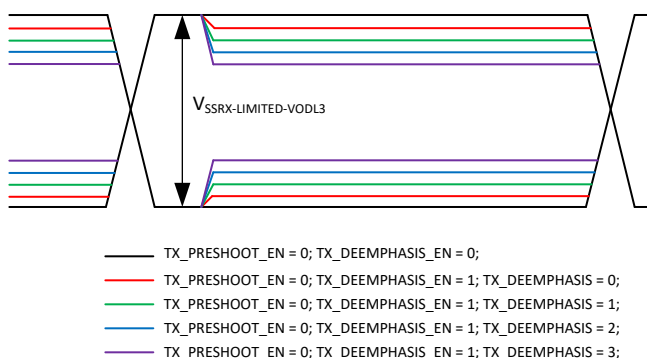 VSSRX-LIMITED-VODL3
TX_PRESHOOT_EN = 0; TX_DEEMPHASIS_EN = 0;
TX_PRESHOOT_EN = 0; TX_DEEMPHASIS_EN = 1; TX_DEEMPHASIS = 0;
TX_PRESHOOT_EN = 0; TX_DEEMPHASIS_EN = 1; TX_DEEMPHASIS = 1;
TX_PRESHOOT_EN = 0; TX_DEEMPHASIS_EN = 1; TX_DEEMPHASIS = 2;
TX_PRESHOOT_EN = 0; TX_DEEMPHASIS_EN = 1; TX_DEEMPHASIS = 3;